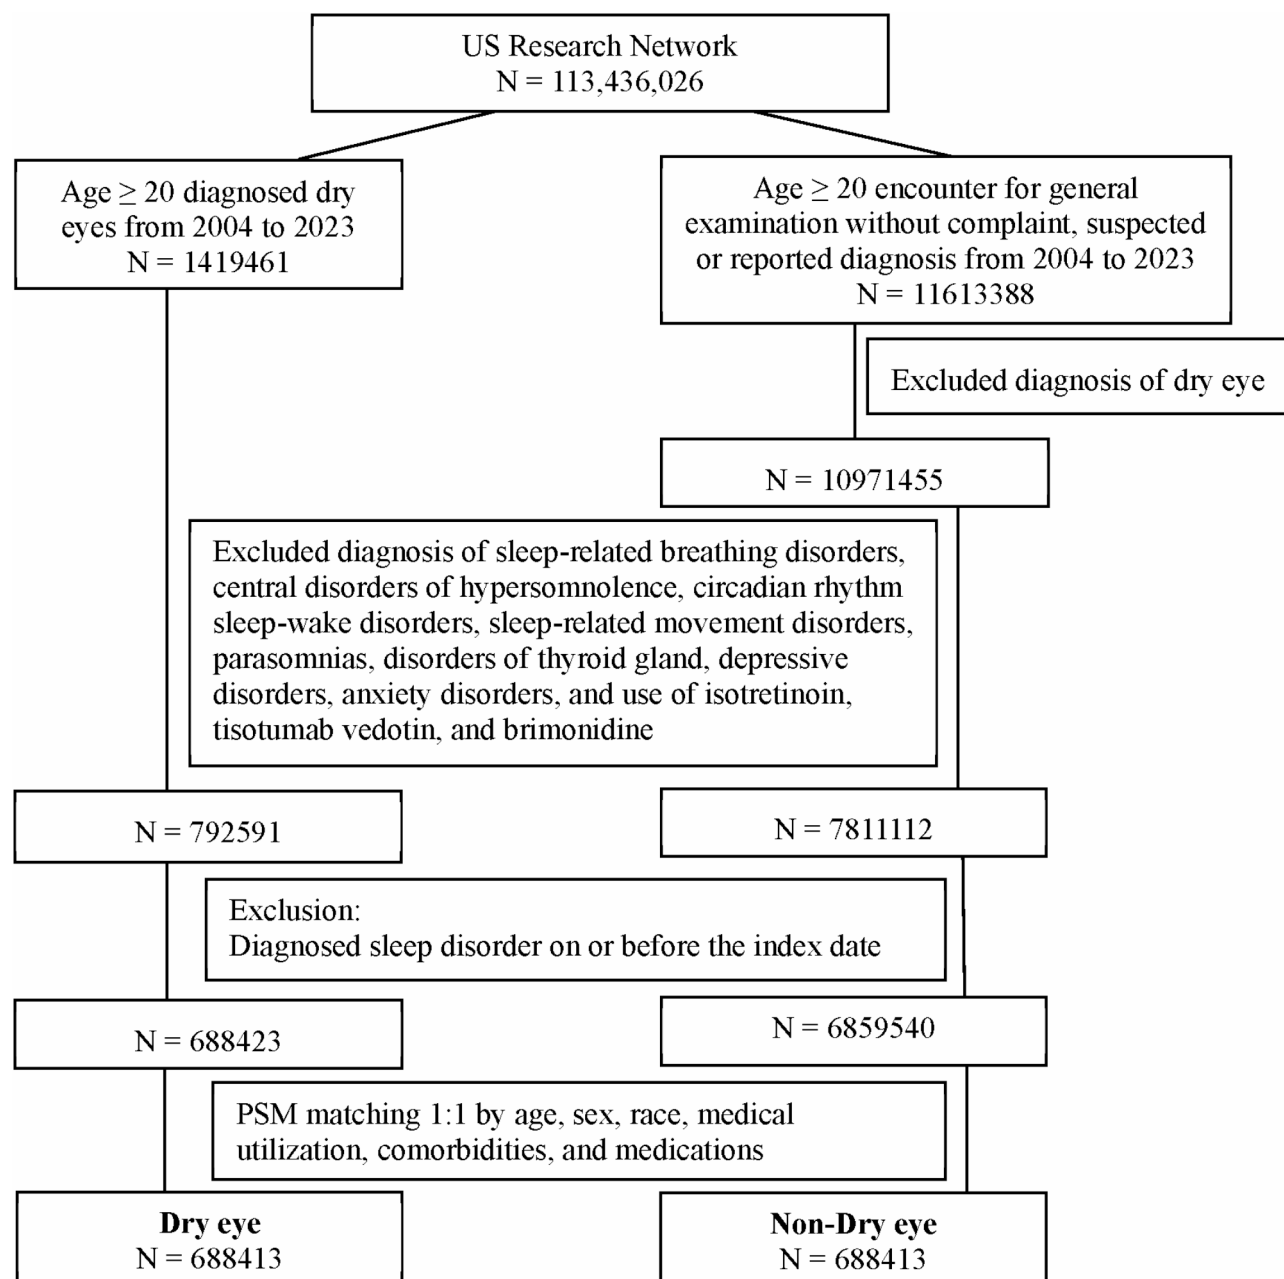 US Research Network
N = 113,436,026
Age ≥ 20 diagnosed dry
eyes from 2004 to 2023
N = 1419461
Age ≥ 20 encounter for general
examination without complaint, suspected
or reported diagnosis from 2004 to 2023
N = 11613388
Excluded diagnosis of dry eye
N = 10971455
Excluded diagnosis of sleep-related breathing disorders,
central disorders of hypersomnolence, circadian rhythm
sleep-wake disorders, sleep-related movement disorders,
parasomnias, disorders of thyroid gland, depressive
disorders, anxiety disorders, and use of isotretinoin,
tisotumab vedotin, and brimonidine
N = 792591
N = 7811112
Exclusion:
Diagnosed sleep disorder on or before the index date
N = 688423
N = 6859540
PSM matching 1:1 by age, sex, race, medical
utilization, comorbidities, and medications
Dry eye
N = 688413
Non-Dry eye
N = 688413